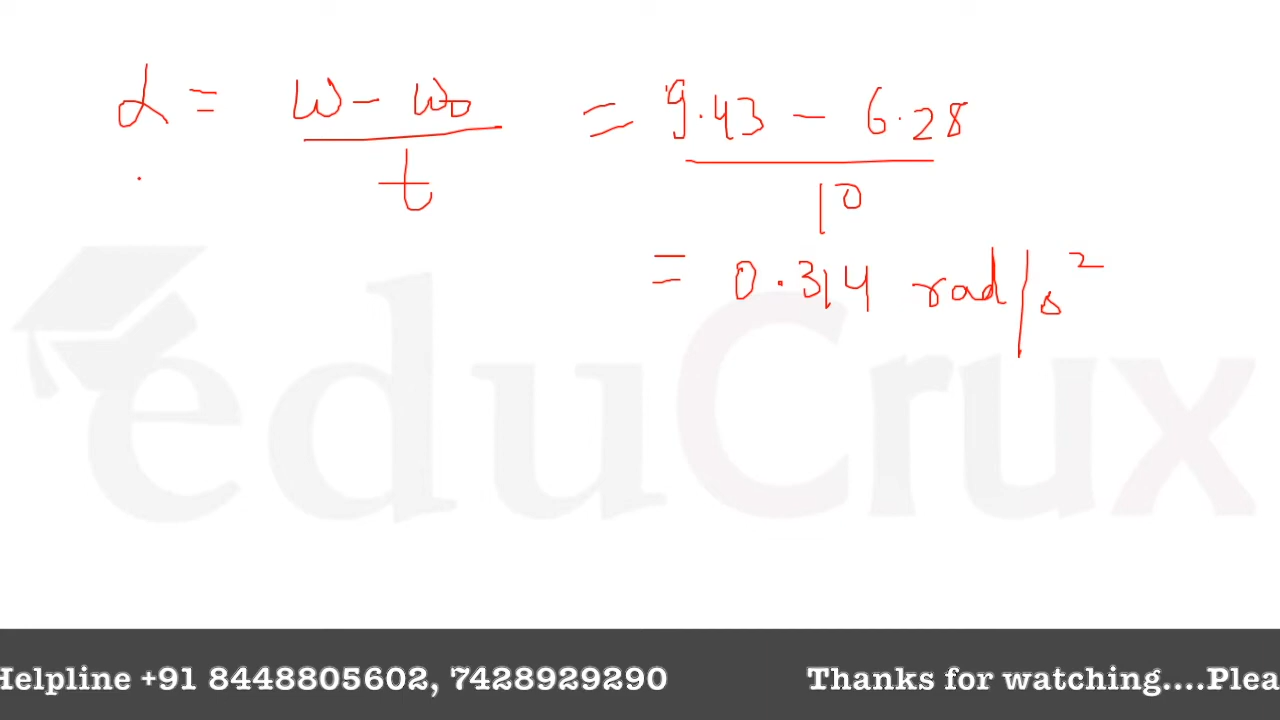 α = ω - ω₀ / t = 9.43 - 6.28 / 10
= 0.314 rad/s²
eduCrux
Helpline +91 8448805602, 7428929290 Thanks for watching....Plea